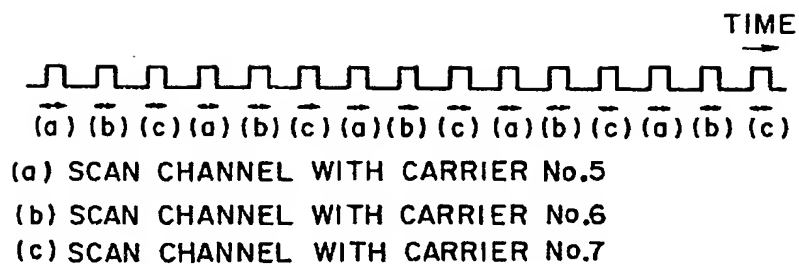 TIME
(a) (b) (c) (a) (b) (c) (a) (b) (c) (a) (b) (c) (a) (b) (c)
(a) SCAN CHANNEL WITH CARRIER No.5
(b) SCAN CHANNEL WITH CARRIER No.6
(c) SCAN CHANNEL WITH CARRIER No.7